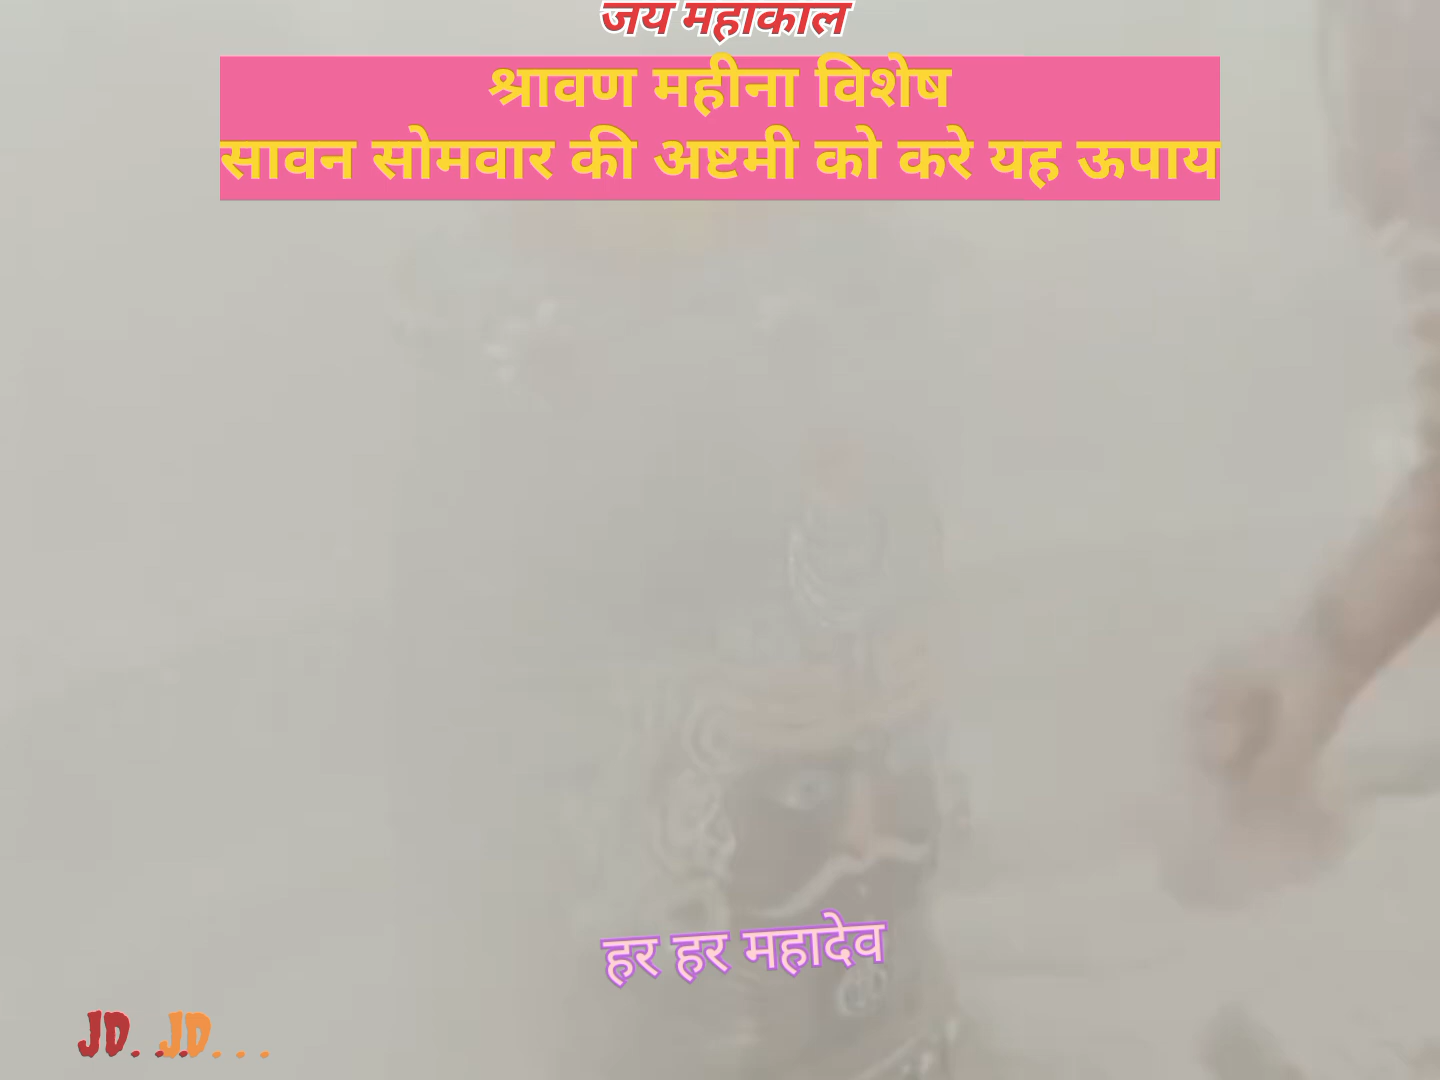 जय महाकाल
श्रावण महीना विशेष
सावन सोमवार की अष्टमी को करे यह ऊपाय
हर हर महादेव
JD. . JD. . .